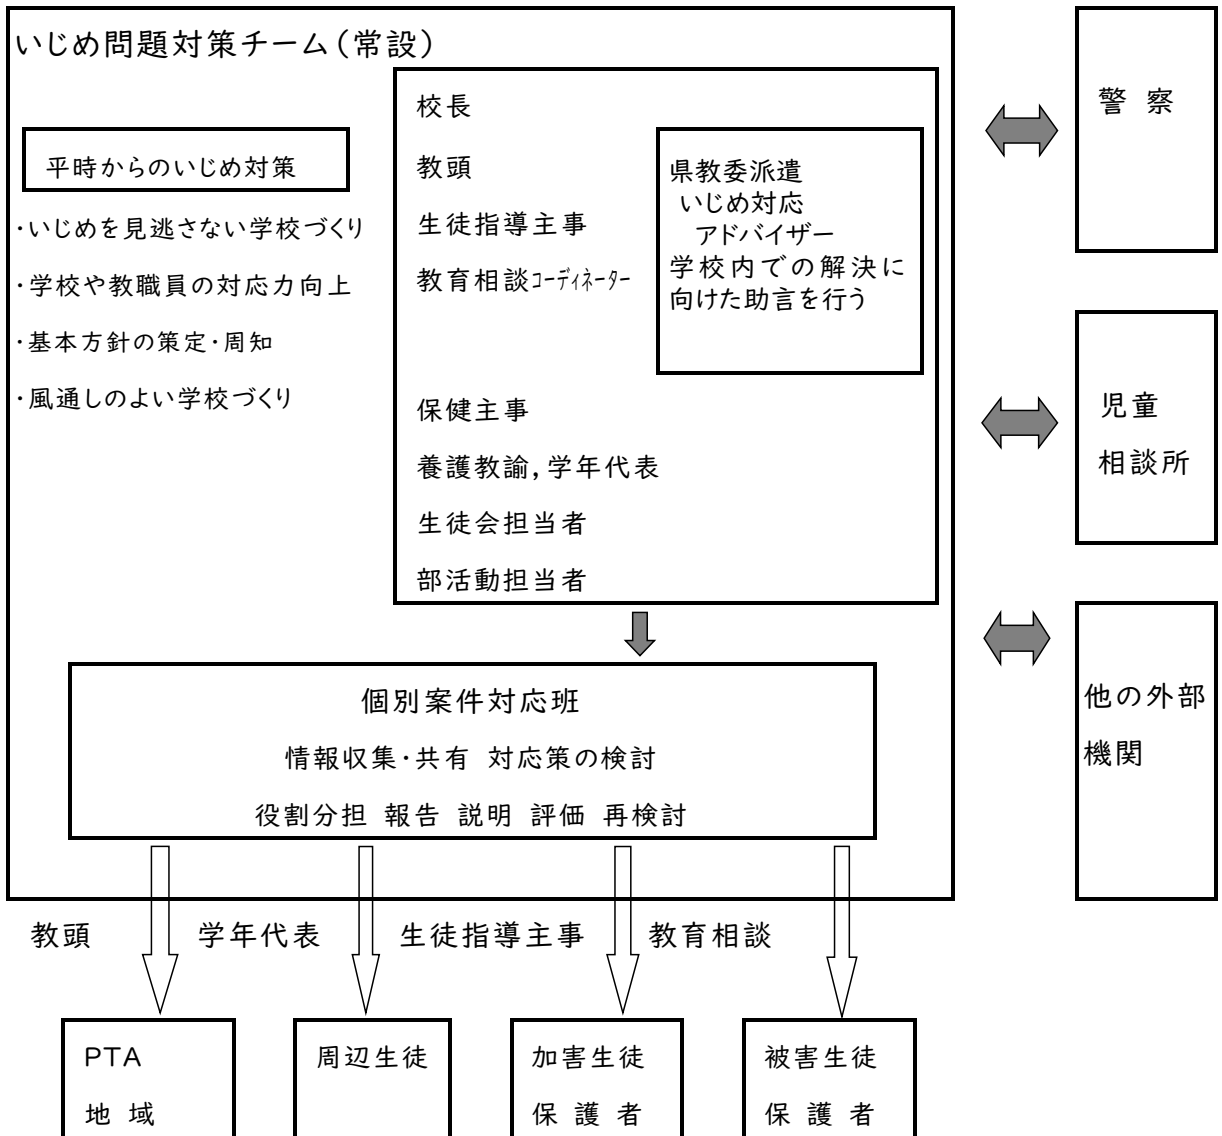 いじめ問題対策チーム(常設)
平時からのいじめ対策
・いじめを見逃さない学校づくり
・学校や教職員の対応力向上
・基本方針の策定・周知
・風通しのよい学校づくり
校長
教頭
生徒指導主事
教育相談ｺｰﾃﾞｨﾈｰﾀｰ
県教委派遣
いじめ対応
アドバイザー
学校内での解決に
向けた助言を行う
保健主事
養護教諭,学年代表
生徒会担当者
部活動担当者
個別案件対応班
情報収集・共有 対応策の検討
役割分担 報告 説明 評価 再検討
警 察
児童
相談所
他の外部
機関
教頭 学年代表 生徒指導主事 教育相談
PTA
地 域
周辺生徒
加害生徒
保 護 者
被害生徒
保 護 者